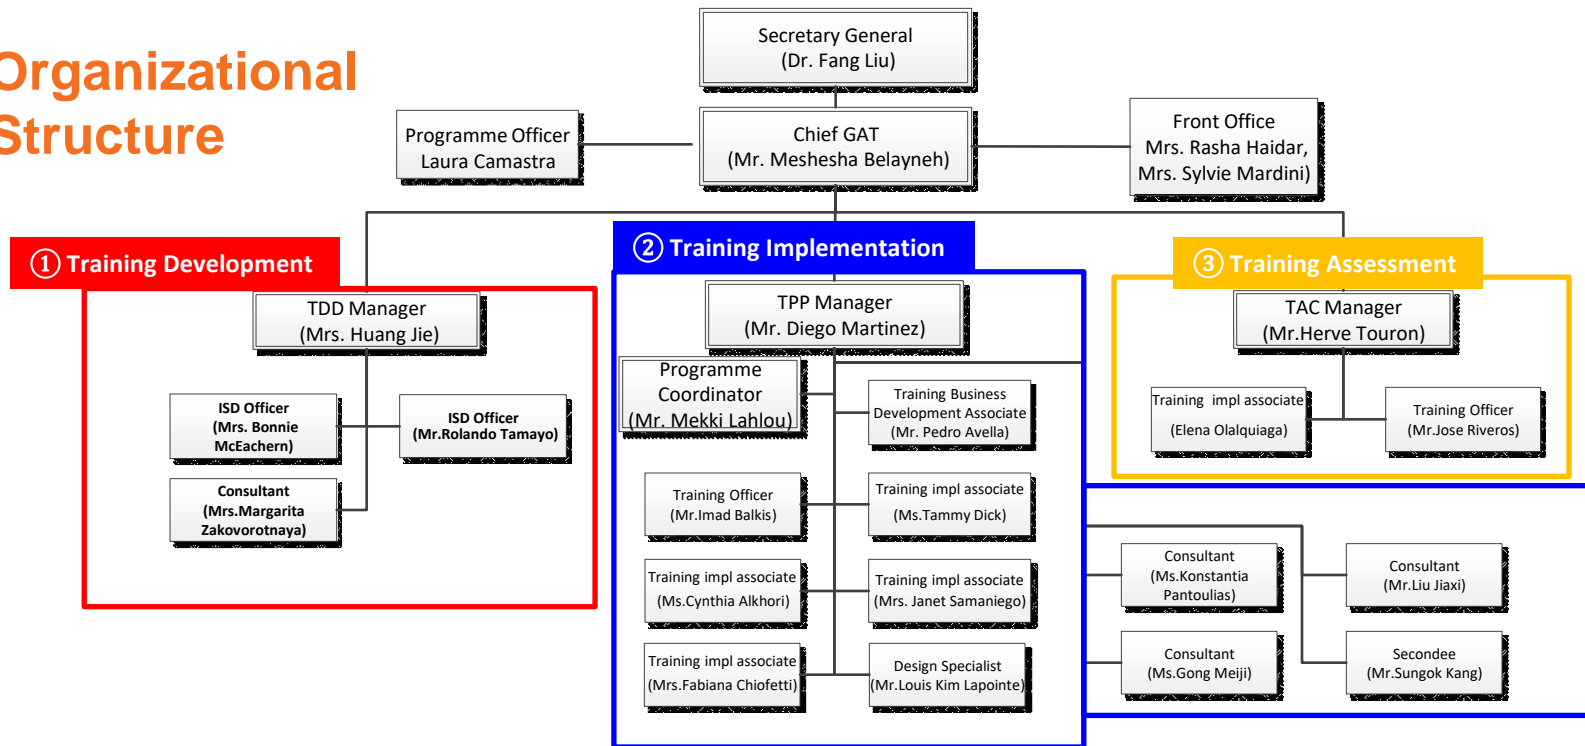 Organizational
Structure
Secretary General
(Dr. Fang Liu)
Programme Officer
Laura Camastra
Chief GAT
(Mr. Meshesha Belayneh)
Front Office
Mrs. Rasha Haidar,
Mrs. Sylvie Mardini)
① Training Development
② Training Implementation
③ Training Assessment
TDD Manager
(Mrs. Huang Jie)
ISD Officer
(Mrs. Bonnie
McEachern)
ISD Officer
(Mr.Rolando Tamayo)
Consultant
(Mrs.Margarita
Zakovorotnaya)
TPP Manager
(Mr. Diego Martinez)
Programme
Coordinator
(Mr. Mekki Lahlou)
Training Business
Development Associate
(Mr. Pedro Avella)
Training Officer
(Mr.Imad Balkis)
Training impl associate
(Ms.Tammy Dick)
Training impl associate
(Ms.Cynthia Alkhori)
Training impl associate
(Mrs. Janet Samaniego)
Training impl associate
(Mrs.Fabiana Chiofetti)
Design Specialist
(Mr.Louis Kim Lapointe)
TAC Manager
(Mr.Herve Touron)
Training impl associate
(Elena Olalquiaga)
Training Officer
(Mr.Jose Riveros)
Consultant
(Ms.Konstantia
Pantoulias)
Consultant
(Mr.Liu Jiaxi)
Consultant
(Ms.Gong Meiji)
Secondee
(Mr.Sungok Kang)